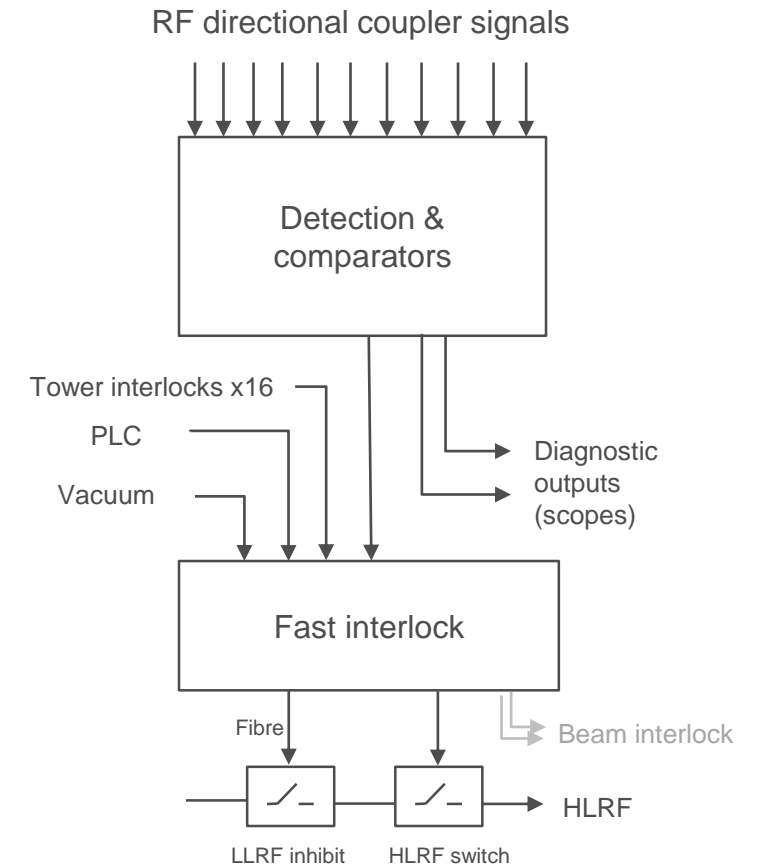 RF directional coupler signals
Detection &
comparators
Tower interlocks x16
PLC
Vacuum
Diagnostic
outputs
(scopes)
Fast interlock
Fibre
Beam interlock
HLRF
LLRF inhibit
HLRF switch